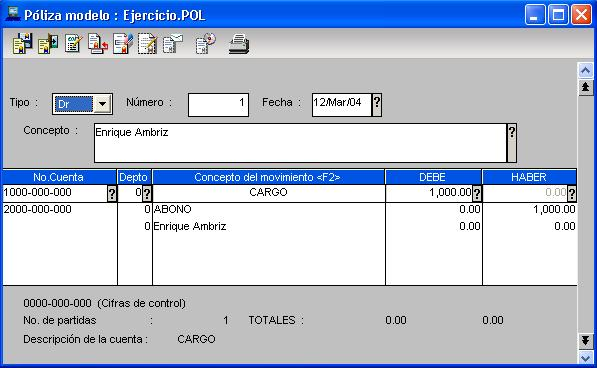 Póliza modelo : Ejercicio.POL
Tipo : Dr Número : 1 Fecha : 12/Mar/04 ?
Concepto : Enrique Ambriz ?
No.Cuenta Depto Concepto del movimiento <F2> DEBE HABER
1000-000-000 ? 0 ? CARGO 1,000.00 ? 0.00 ?
2000-000-000 0 ABONO 0.00 1,000.00
0 Enrique Ambriz 0.00 0.00
0000-000-000 (Cifras de control)
No. de partidas : 1 TOTALES : 0.00 0.00
Descripción de la cuenta : CARGO